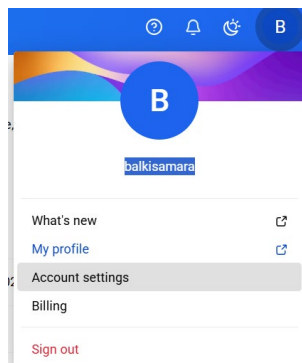 B
B
balkisamara
What's new
My profile
Account settings
Billing
Sign out